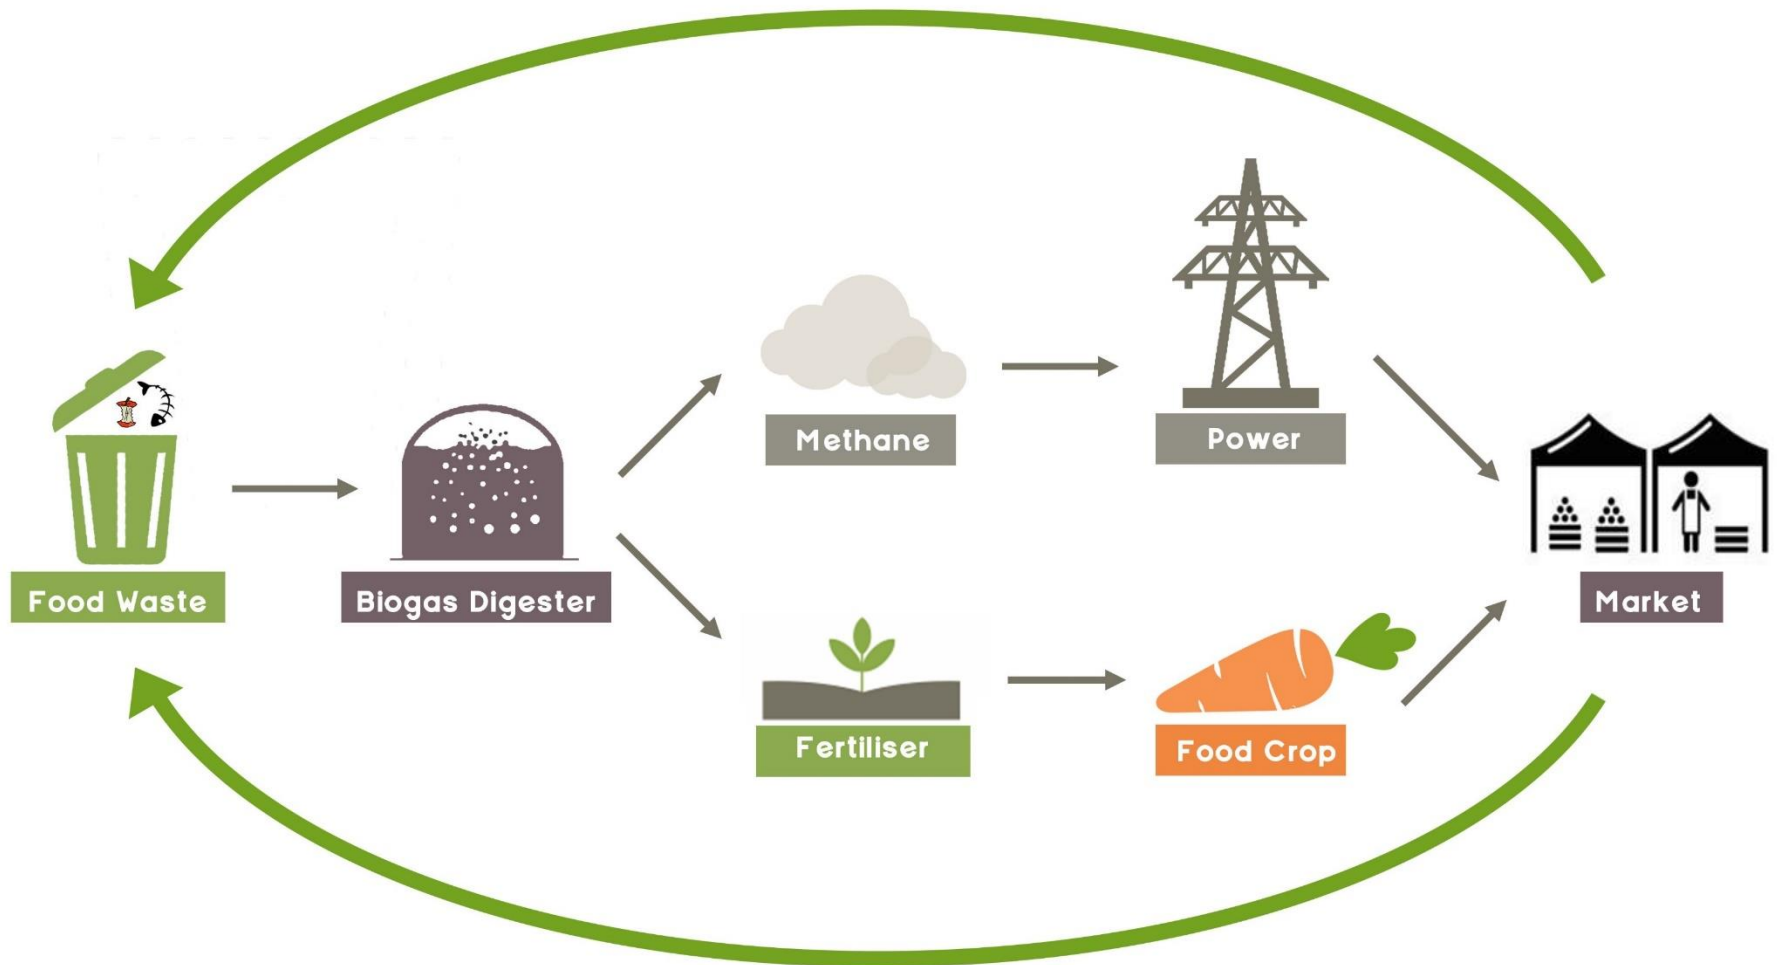 Methane
Power
Food Waste
Biogas Digester
Market
Fertiliser
Food Crop